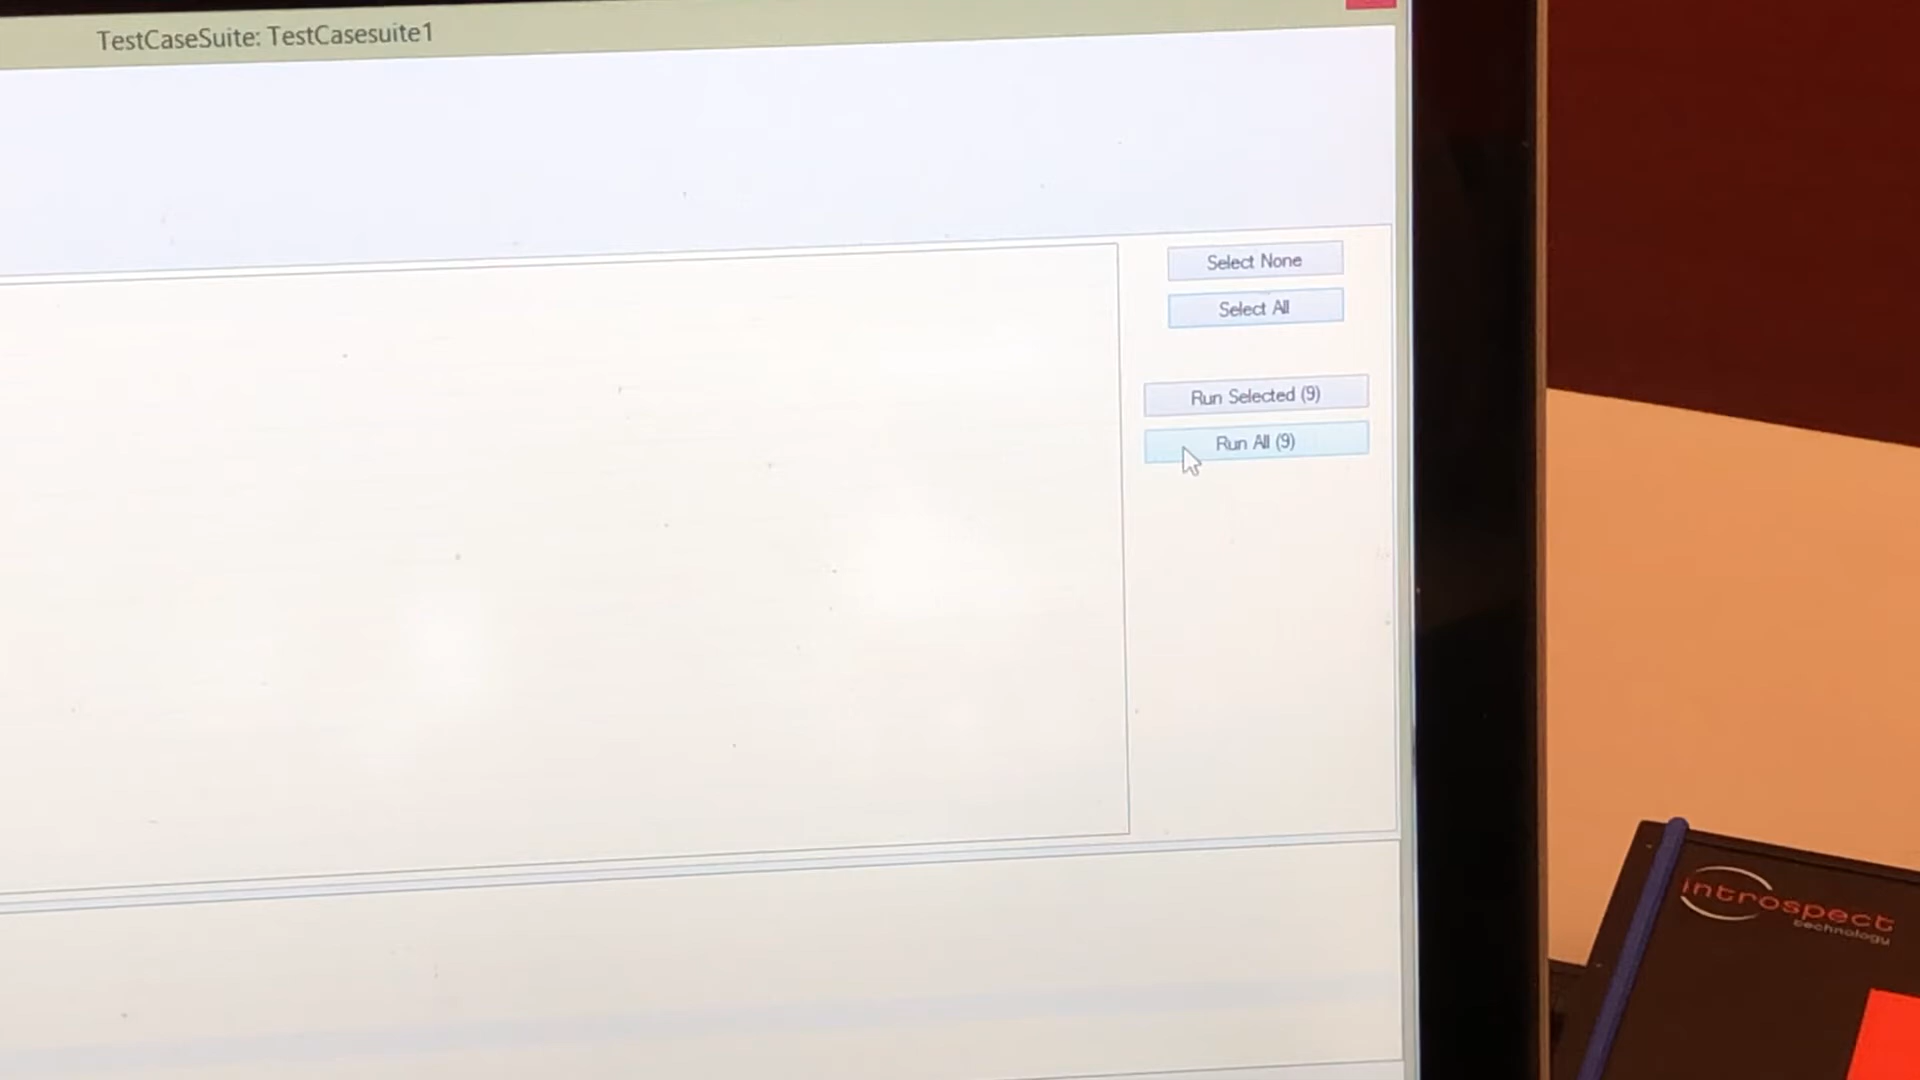 TestCaseSuite: TestCasesuite1
Select None
Select All
Run Selected (9)
Run All (9)
introspect
technology